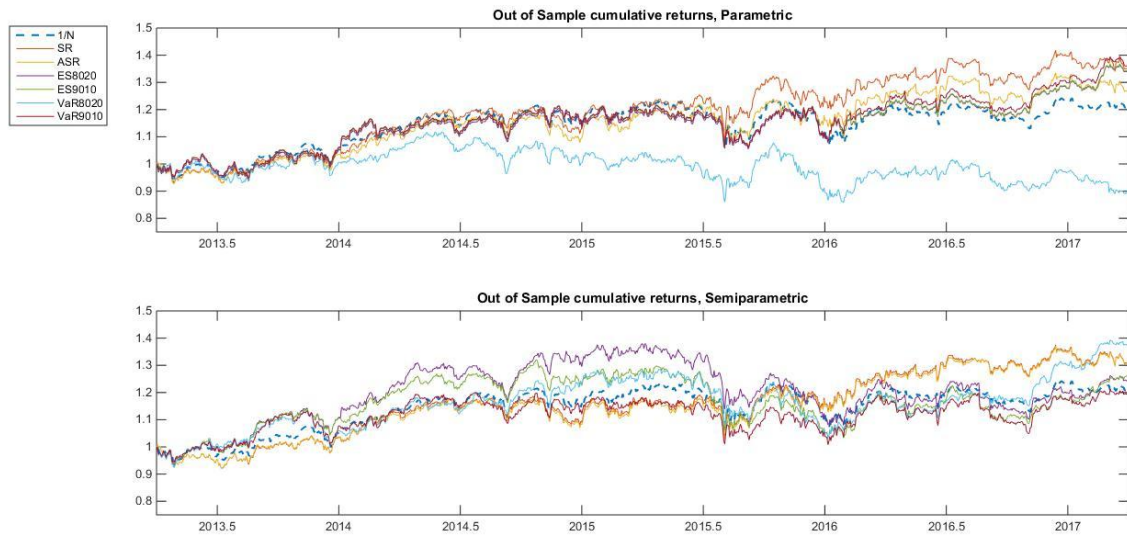 Out of Sample cumulative returns, Parametric
1/N
SR
ASR
ES8020
ES9010
VaR8020
VaR9010
1.5
1.4
1.3
1.2
1.1
1
0.9
0.8
2013.5 2014 2014.5 2015 2015.5 2016 2016.5 2017
Out of Sample cumulative returns, Semiparametric
1.5
1.4
1.3
1.2
1.1
1
0.9
0.8
2013.5 2014 2014.5 2015 2015.5 2016 2016.5 2017